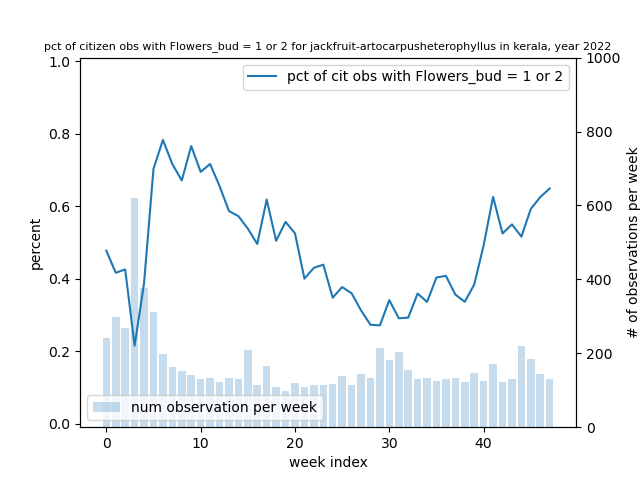 pct of citizen obs with Flowers_bud = 1 or 2 for jackfruit-artocarpusheterophyllus in kerala, year 2022
pct of cit obs with Flowers_bud = 1 or 2
num observation per week
percent
1.0
0.8
0.6
0.4
0.2
0.0
0 10 20 30 40
week index
1000
800
600
400
200
0
# of observations per week